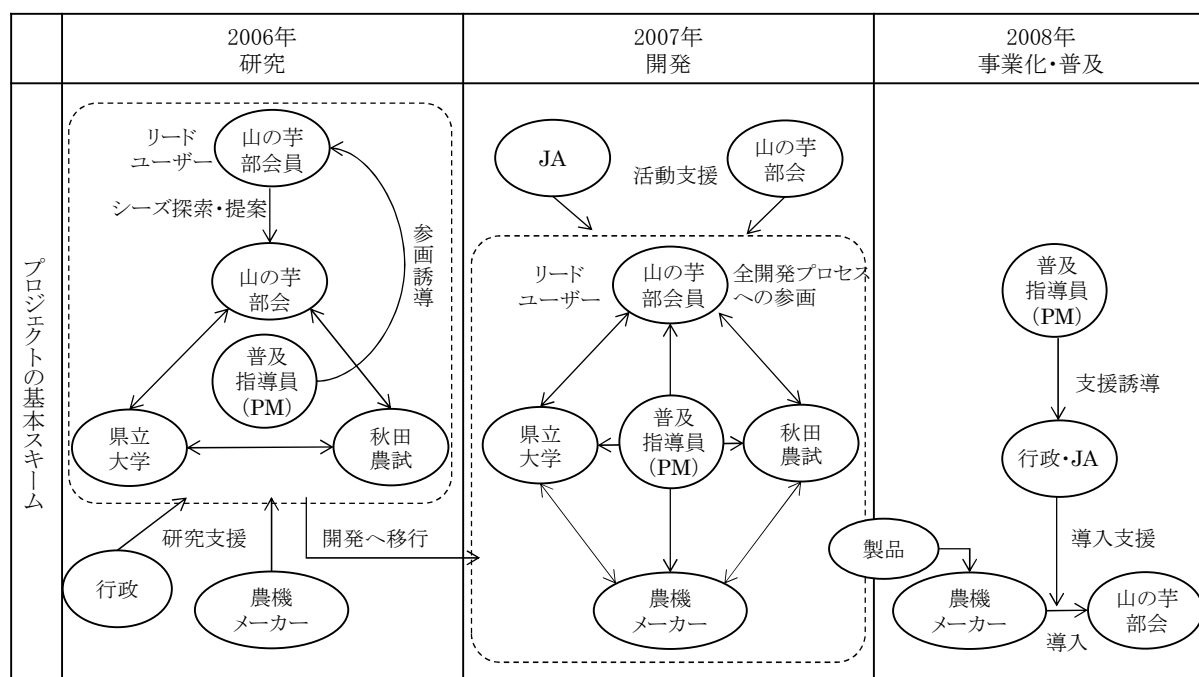 2006年
研究
2007年
開発
2008年
事業化・普及
プロジェクトの基本スキーム
リード
ユーザー
山の芋
部会員
シーズ探索・提案
参画誘導
山の芋
部会
普及
指導員
(PM)
県立
大学
秋田
農試
研究支援
開発へ移行
行政
農機
メーカー
JA
活動支援
山の芋
部会
リード
ユーザー
山の芋
部会員
全開発プロセス
への参画
県立
大学
普及
指導員
(PM)
秋田
農試
農機
メーカー
普及
指導員
(PM)
支援誘導
行政・JA
導入支援
製品
農機
メーカー
導入
山の芋
部会